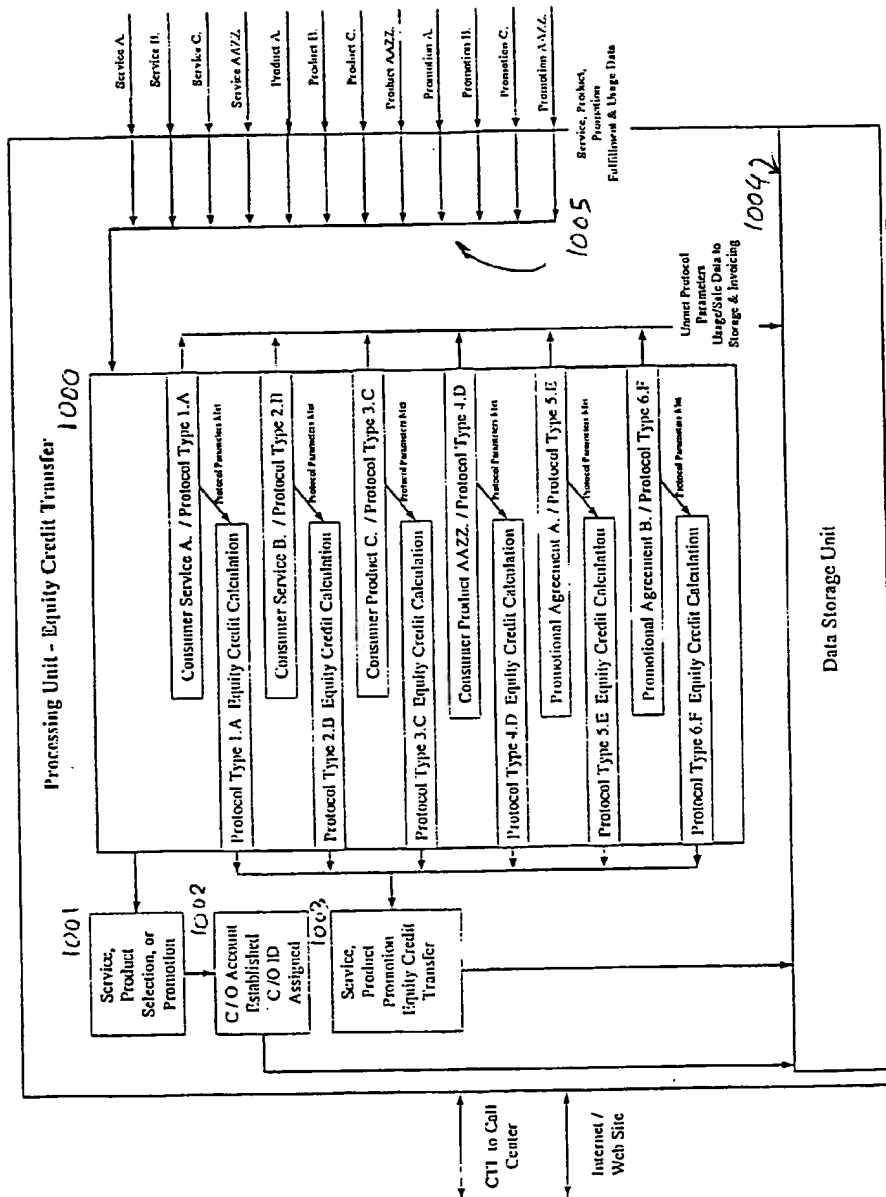 Processing Unit - Equity Credit Transfer
1000
1001
Service,
Product
Selection, or
Promotion
1002
C / O Account
Established
C / O ID
Assigned
1003
Service,
Product
Promotion
Equity Credit
Transfer
CTI to Call
Center
Internet /
Web Site
Consumer Service A. / Protocol Type 1.A
Protocol Parameters Met
Protocol Type 1.A Equity Credit Calculation
Consumer Service B. / Protocol Type 2.B
Protocol Parameters Met
Protocol Type 2.B Equity Credit Calculation
Consumer Product C. / Protocol Type 3.C
Protocol Parameters Met
Protocol Type 3.C Equity Credit Calculation
Consumer Product AAZZ. / Protocol Type 4.D
Protocol Parameters Met
Protocol Type 4.D Equity Credit Calculation
Promotional Agreement A. / Protocol Type 5.E
Protocol Parameters Met
Protocol Type 5.E Equity Credit Calculation
Promotional Agreement B. / Protocol Type 6.F
Protocol Parameters Met
Protocol Type 6.F Equity Credit Calculation
Service A.
Service B.
Service C.
Service AAZZ.
Product A.
Product B.
Product C.
Product AAZZ.
Promotion A.
Promotion B.
Promotion C.
Promotion AAZZ.
Service, Product,
Promotion
Fulfillment & Usage Data
1005
Unmet Protocol
Parameters
Usage/Sale Data to
Storage & Invoicing
1004
Data Storage Unit